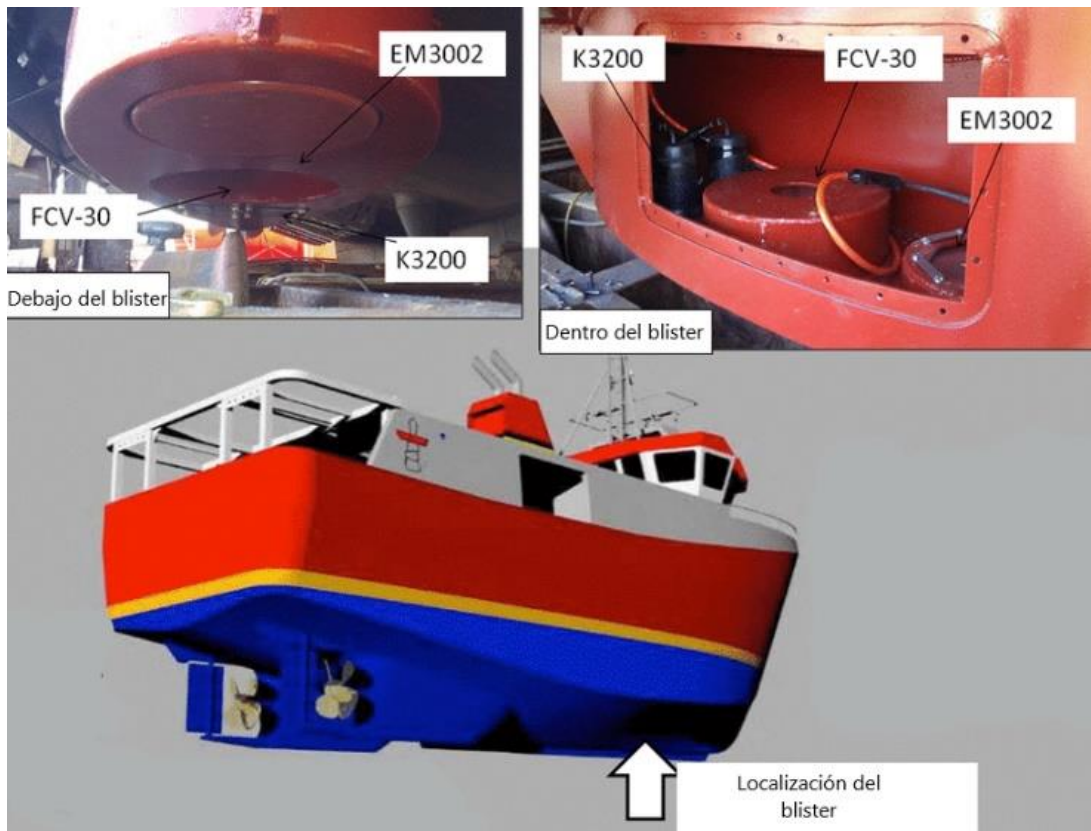 EM3002
FCV-30
K3200
Debajo del blister
K3200
FCV-30
EM3002
Dentro del blister
Localización del
blister